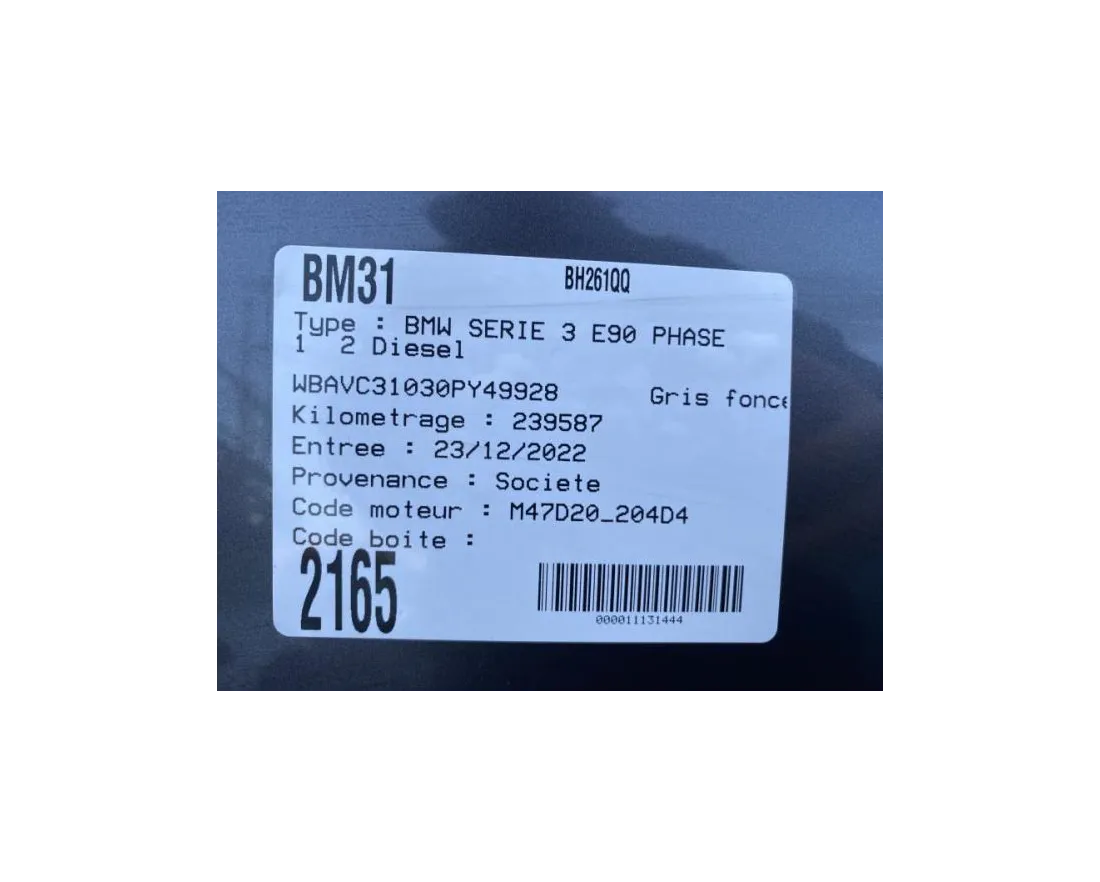 BM31 BH261QQ
Type : BMW SERIE 3 E90 PHASE
1 2 Diesel
WBAVC31030PY49928 Gris fonce
Kilometrage : 239587
Entree : 23/12/2022
Provenance : Societe
Code moteur : M47D20_204D4
Code boite :
2165
000011131444